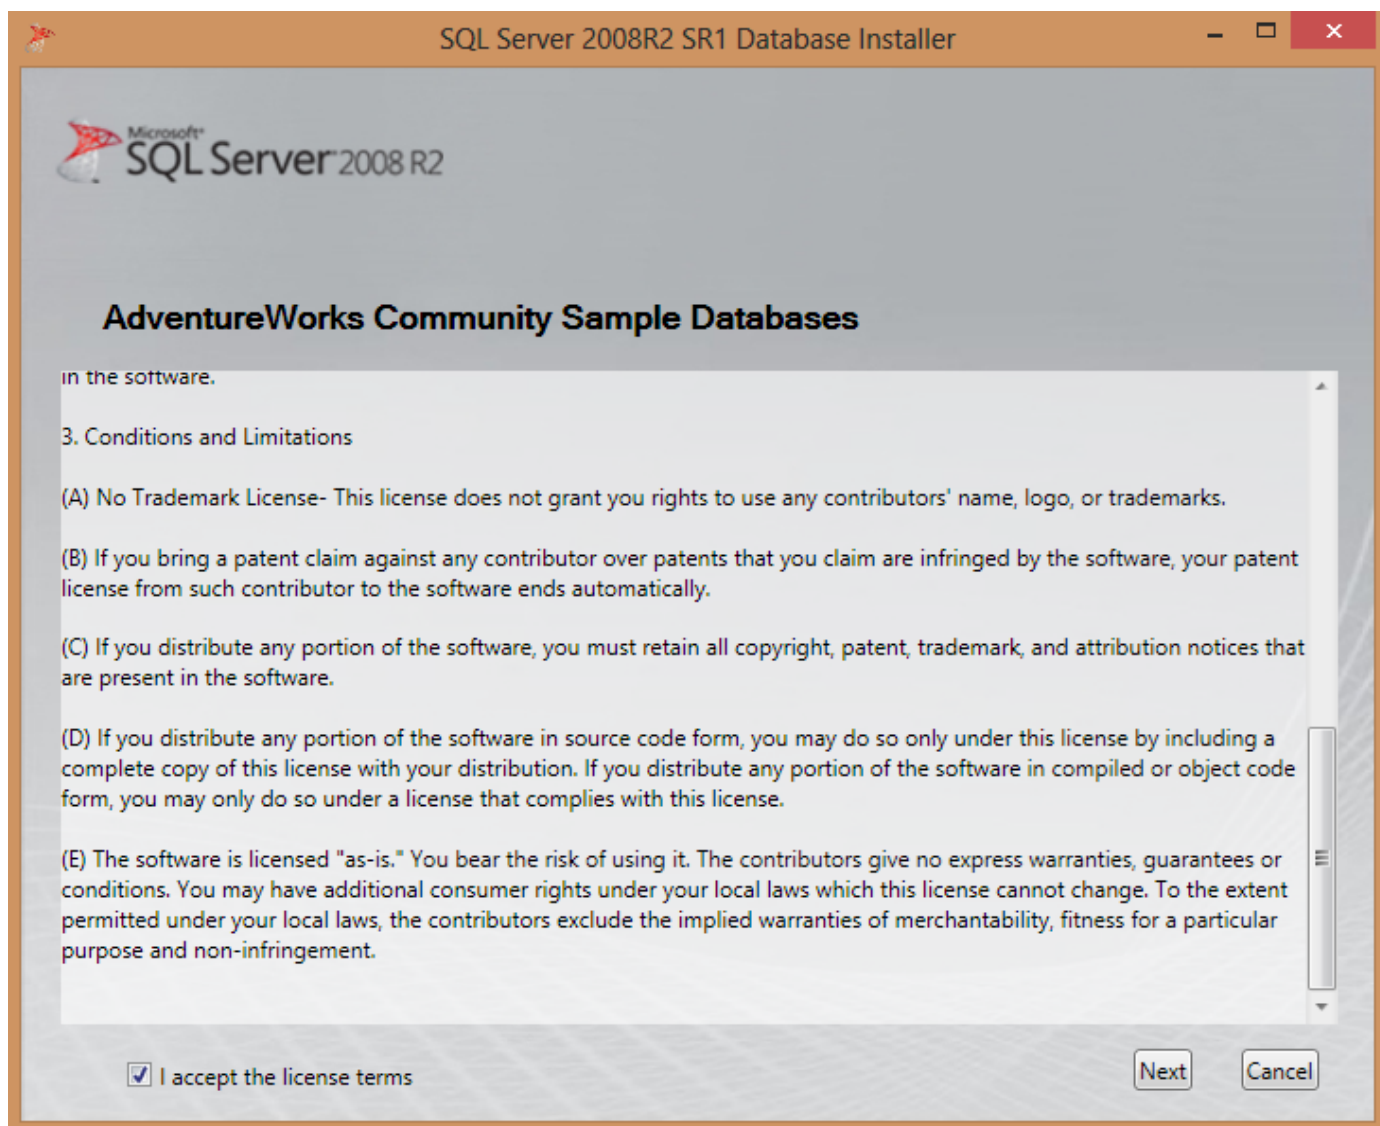 SQL Server 2008R2 SR1 Database Installer
Microsoft
SQL Server 2008 R2
AdventureWorks Community Sample Databases
in the software.
3. Conditions and Limitations
(A) No Trademark License- This license does not grant you rights to use any contributors' name, logo, or trademarks.
(B) If you bring a patent claim against any contributor over patents that you claim are infringed by the software, your patent
license from such contributor to the software ends automatically.
(C) If you distribute any portion of the software, you must retain all copyright, patent, trademark, and attribution notices that
are present in the software.
(D) If you distribute any portion of the software in source code form, you may do so only under this license by including a
complete copy of this license with your distribution. If you distribute any portion of the software in compiled or object code
form, you may only do so under a license that complies with this license.
(E) The software is licensed "as-is." You bear the risk of using it. The contributors give no express warranties, guarantees or
conditions. You may have additional consumer rights under your local laws which this license cannot change. To the extent
permitted under your local laws, the contributors exclude the implied warranties of merchantability, fitness for a particular
purpose and non-infringement.
I accept the license terms
Next
Cancel